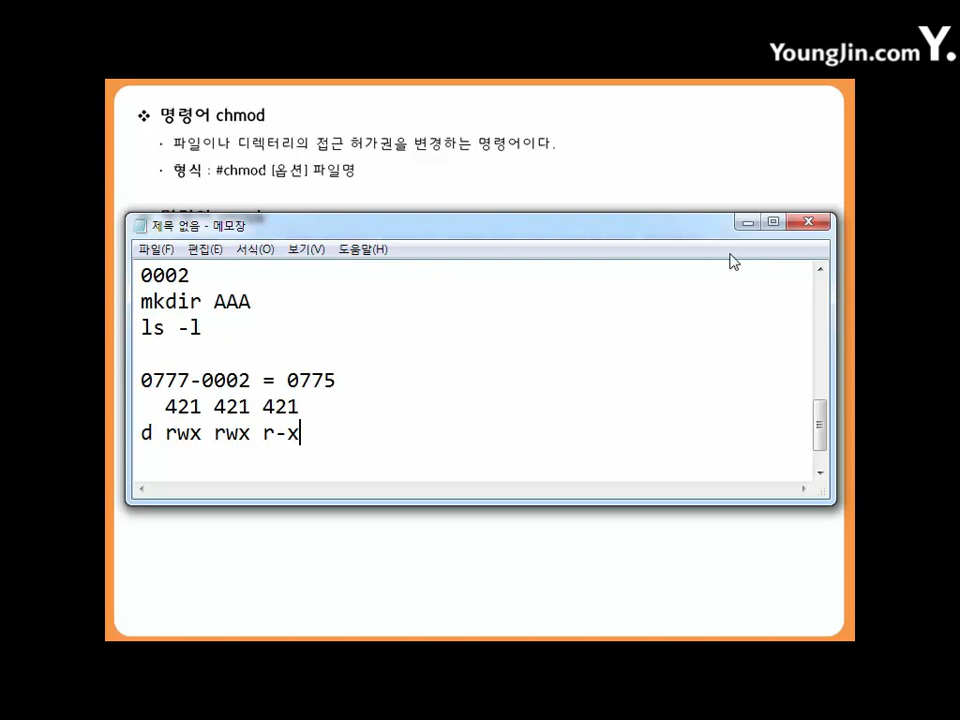 YoungJin.com Y.
❖ 명령어 chmod
· 파일이나 디렉터리의 접근 허가권을 변경하는 명령어이다.
· 형식 : #chmod [옵션] 파일명
제목 없음 - 메모장
파일(F) 편집(E) 서식(O) 보기(V) 도움말(H)
0002
mkdir AAA
ls -l
0777-0002 = 0775
421 421 421
d rwx rwx r-x